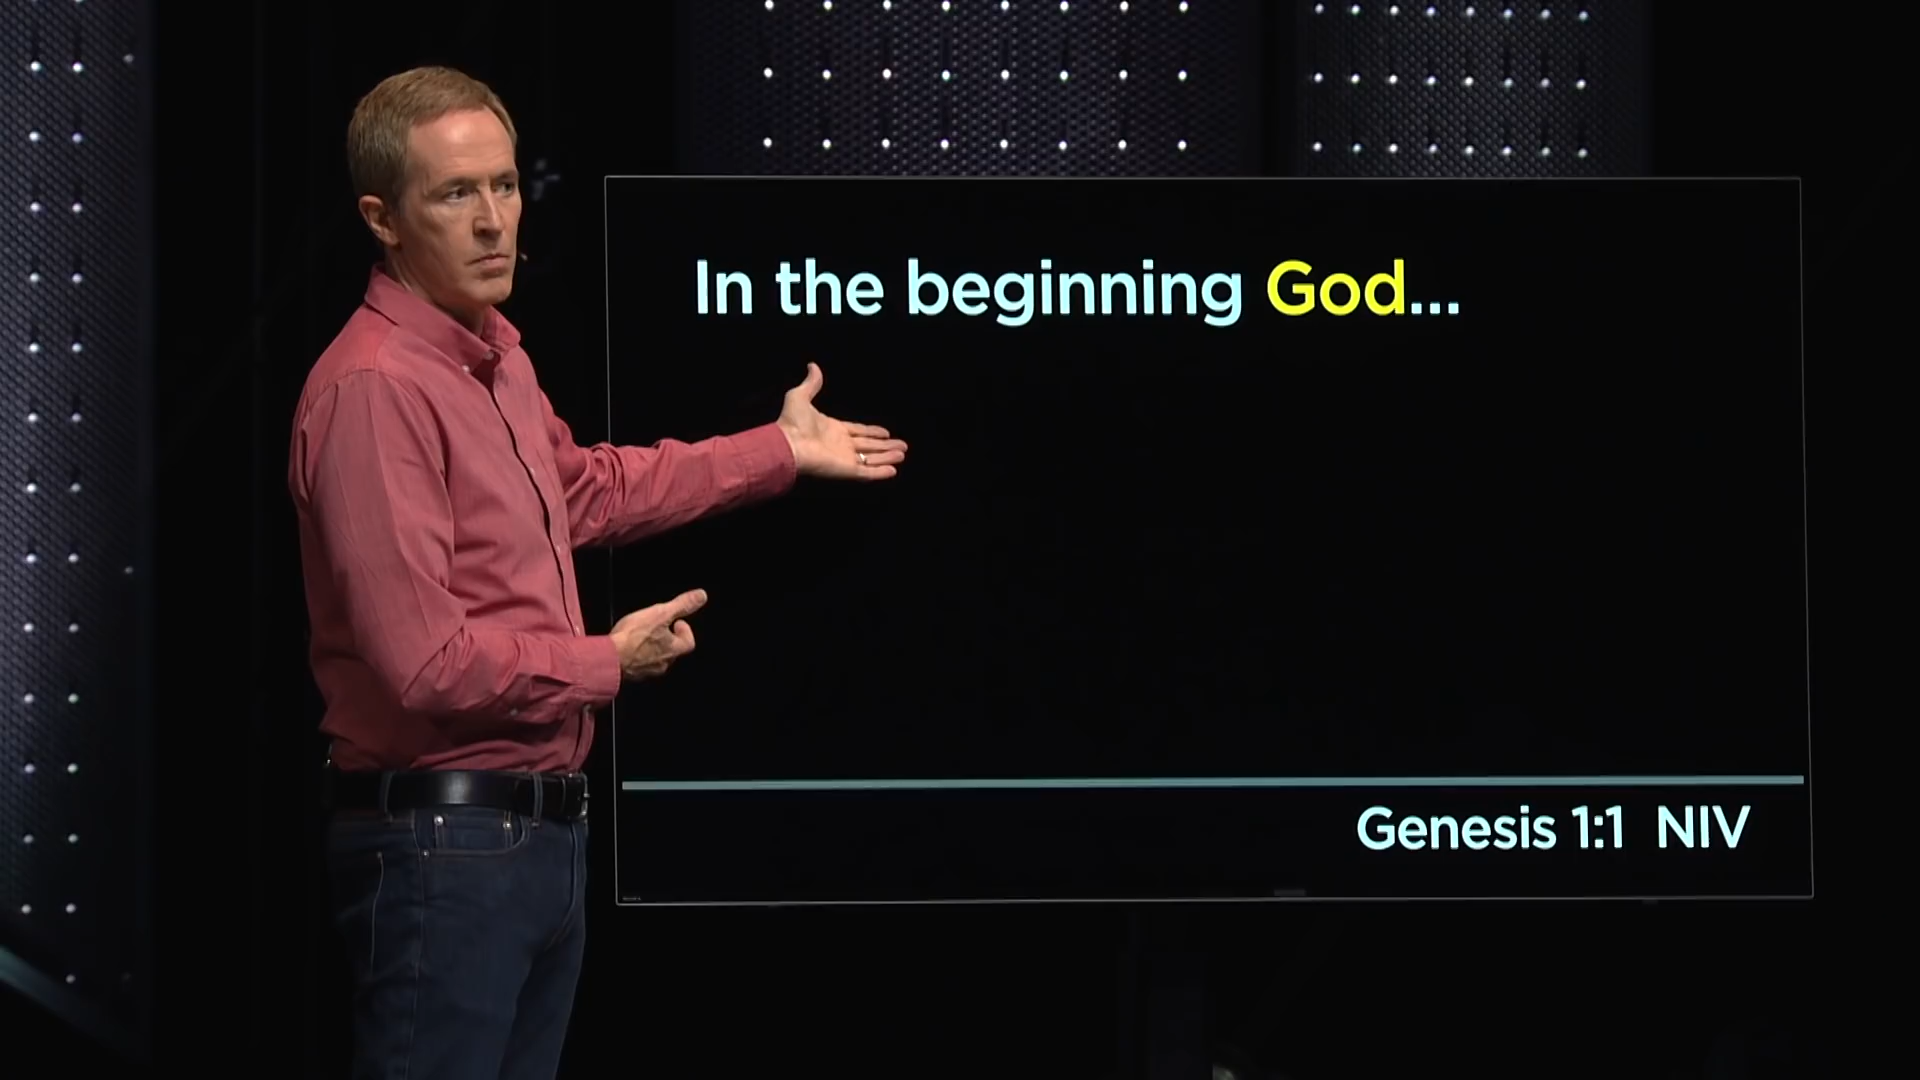 In the beginning God...
Genesis 1:1 NIV